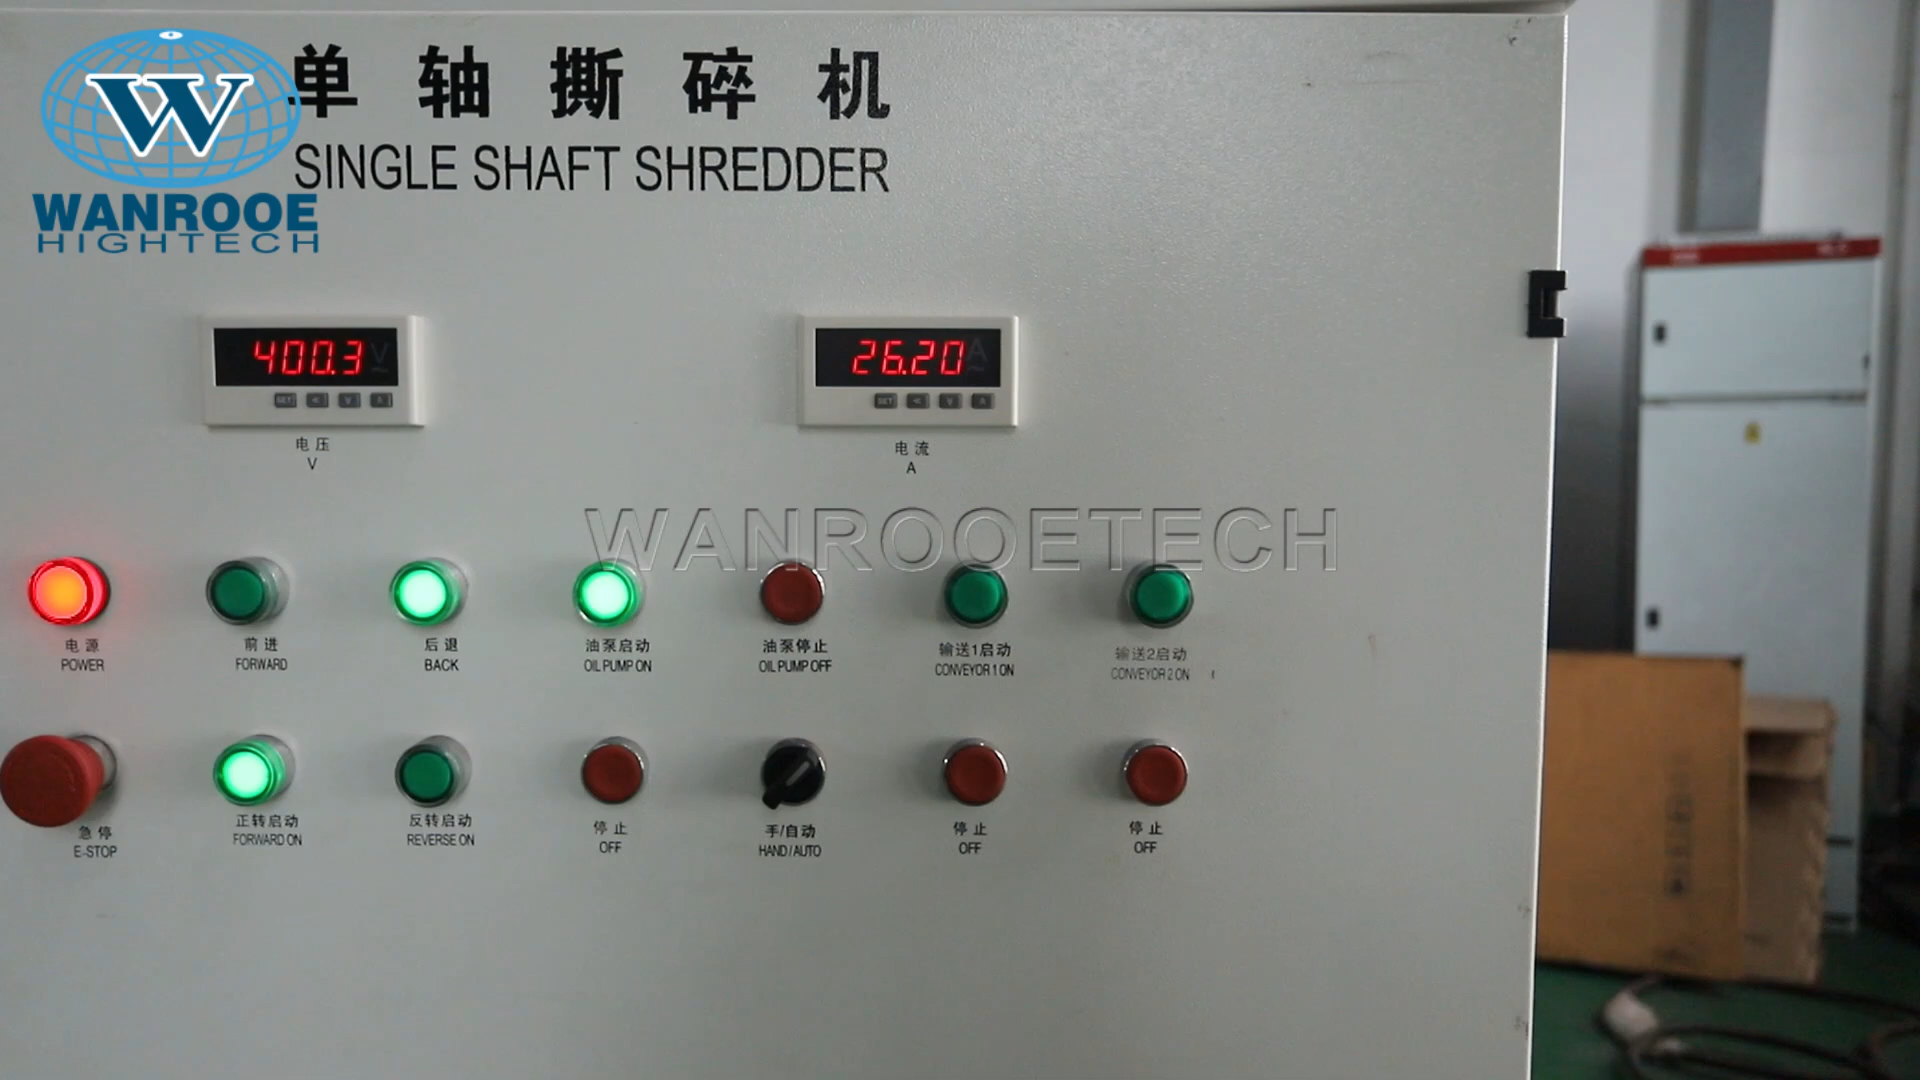 单轴撕碎机
SINGLE SHAFT SHREDDER
W
WANROOE
HIGHTECH
400.3 V
SET
电压
V
26.20 A
SET
电流
A
WANROOETECH
电源
POWER
前进
FORWARD
后退
BACK
油泵启动
OIL PUMP ON
油泵停止
OIL PUMP OFF
输送1启动
CONVEYOR 1 ON
输送2启动
CONVEYOR 2 ON
急停
E-STOP
正转启动
FORWARD ON
反转启动
REVERSE ON
停止
OFF
手/自动
HAND / AUTO
停止
OFF
停止
OFF